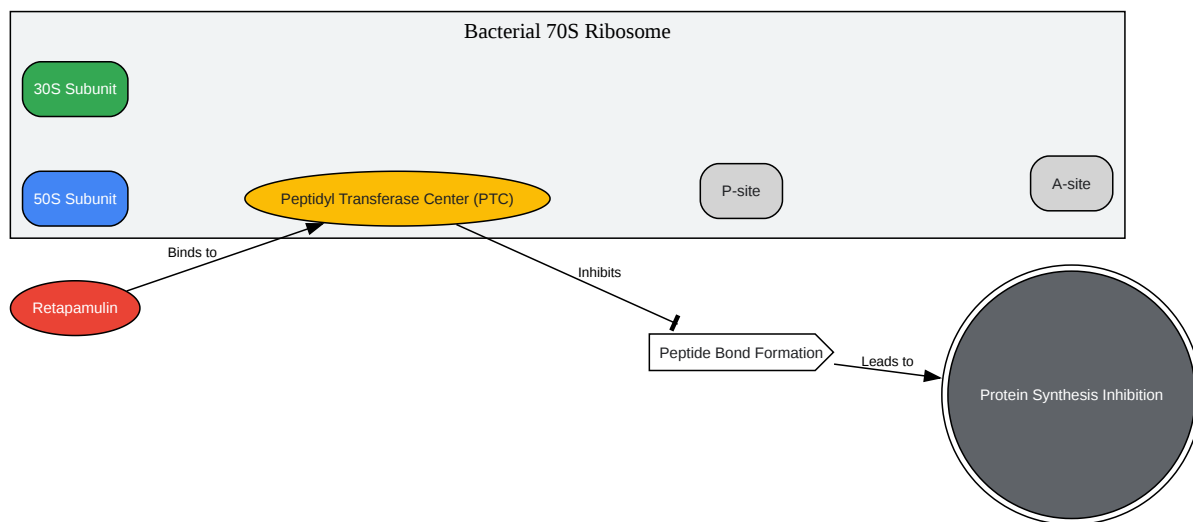 Bacterial 70S Ribosome
30S Subunit
50S Subunit
Peptidyl Transferase Center (PTC)
P-site
A-site
Binds to
Inhibits
Retapamulin
Peptide Bond Formation
Leads to
Protein Synthesis Inhibition